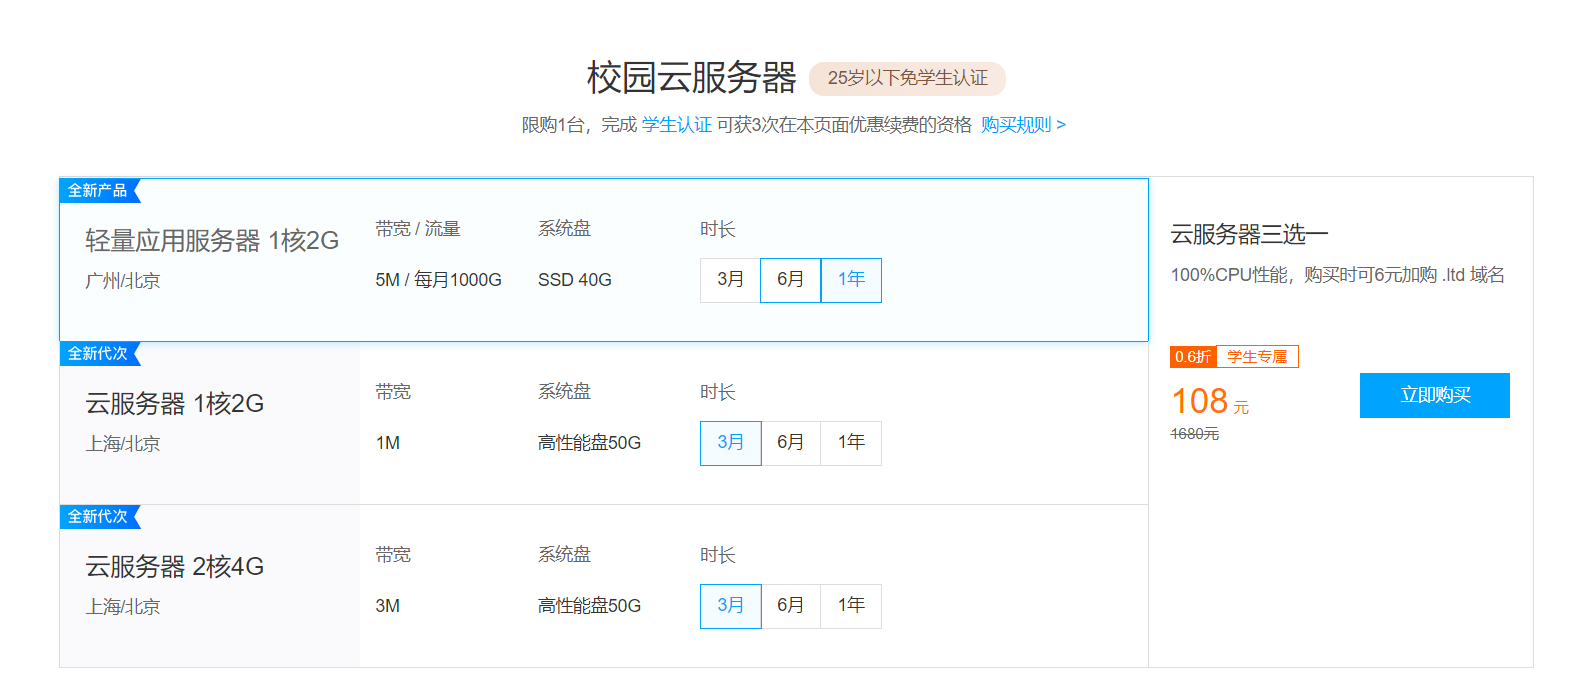 校园云服务器 25岁以下免学生认证
限购1台，完成 学生认证 可获3次在本页面优惠续费的资格 购买规则 >
全新产品
轻量应用服务器 1核2G
广州/北京
带宽 / 流量
5M / 每月1000G
系统盘
SSD 40G
时长
3月 6月 1年
全新代次
云服务器 1核2G
上海/北京
带宽
1M
系统盘
高性能盘50G
时长
3月 6月 1年
全新代次
云服务器 2核4G
上海/北京
带宽
3M
系统盘
高性能盘50G
时长
3月 6月 1年
云服务器三选一
100%CPU性能，购买时可6元加购 .ltd 域名
0.6折 学生专属
108 元
1680元
立即购买